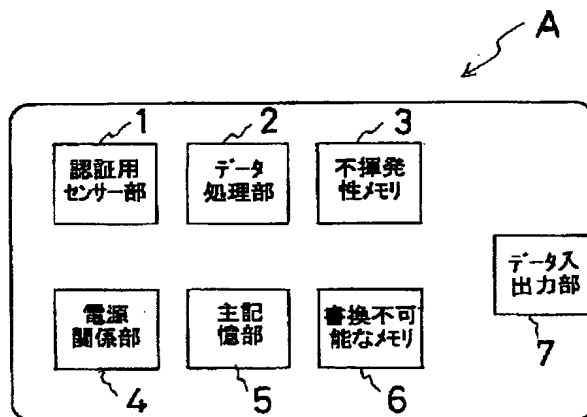 A
1
2
3
認証用
センサー部
データ
処理部
不揮発
性メモリ
データ入
出力部
電源
関係部
主記
憶部
書換不可
能なメモリ
7
4
5
6